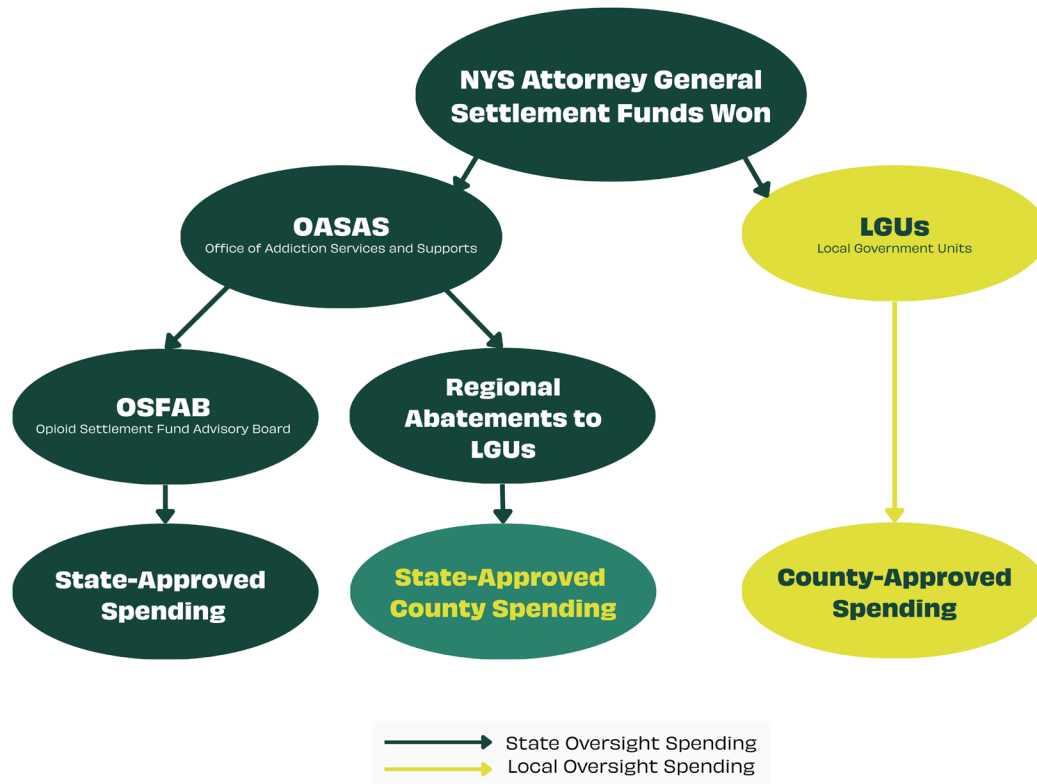 NYS Attorney General
Settlement Funds Won
OASAS
Office of Addiction Services and Supports
LGUs
Local Government Units
OSFAB
Opioid Settlement Fund Advisory Board
Regional
Abatements to
LGUs
State-Approved
Spending
State-Approved
County Spending
County-Approved
Spending
State Oversight Spending
Local Oversight Spending